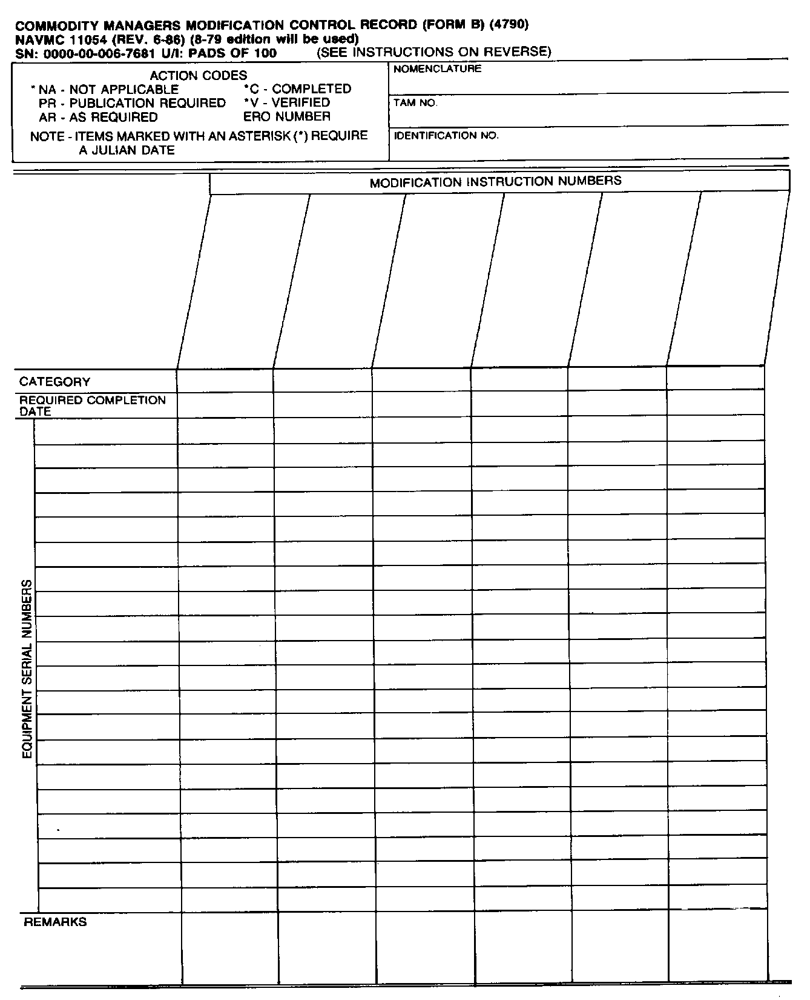 COMMODITY MANAGERS MODIFICATION CONTROL RECORD (FORM B) (4790)
NAVMC 11054 (REV. 6-86) (8-79 edition will be used)
SN: 0000-00-006-7681 U/I: PADS OF 100 (SEE INSTRUCTIONS ON REVERSE)
ACTION CODES
* NA - NOT APPLICABLE *C - COMPLETED
PR - PUBLICATION REQUIRED *V - VERIFIED
AR - AS REQUIRED ERO NUMBER
NOTE - ITEMS MARKED WITH AN ASTERISK (*) REQUIRE
A JULIAN DATE
NOMENCLATURE
TAM NO.
IDENTIFICATION NO.
MODIFICATION INSTRUCTION NUMBERS
CATEGORY
REQUIRED COMPLETION
DATE
EQUIPMENT SERIAL NUMBERS
REMARKS